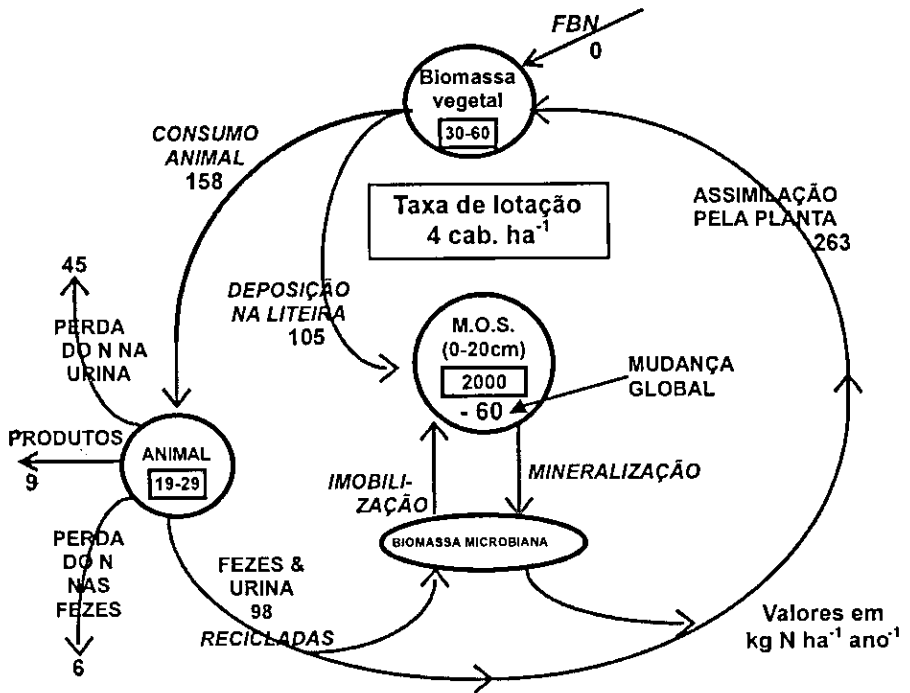 FBN
0
Biomassa
vegetal
30-60
CONSUMO
ANIMAL
158
Taxa de lotação
4 cab. ha⁻¹
ASSIMILAÇÃO
PELA PLANTA
263
DEPOSIÇÃO
NA LITEIRA
105
45
PERDA
DO N NA
URINA
M.O.S.
(0-20cm)
2000
- 60
MUDANÇA
GLOBAL
PRODUTOS
9
ANIMAL
19-29
IMOBILI-
ZAÇÃO
MINERALIZAÇÃO
BIOMASSA MICROBIANA
PERDA
DO N
NAS
FEZES
6
FEZES &
URINA
98
RECICLADAS
Valores em
kg N ha⁻¹ ano⁻¹